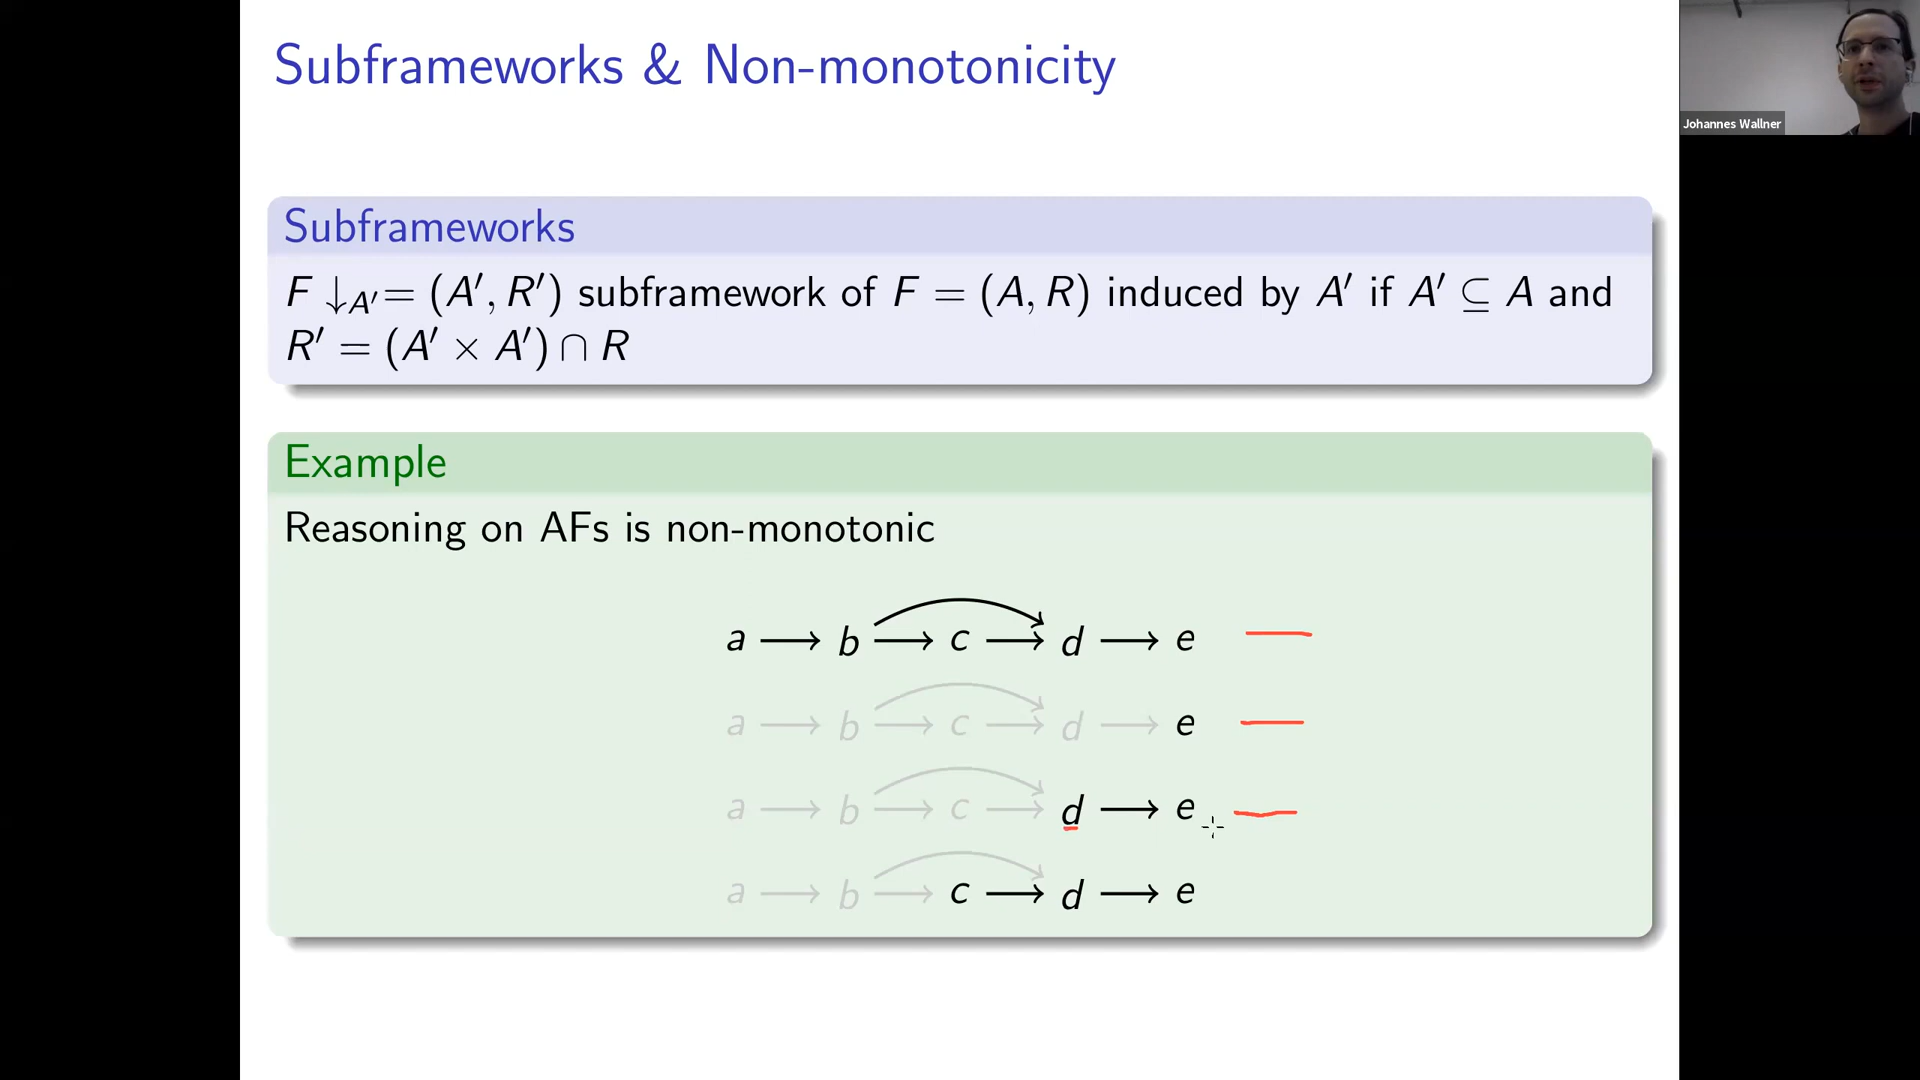 Subframeworks & Non-monotonicity
Johannes Wallner
Subframeworks
F ↓A′= (A′, R′) subframework of F = (A, R) induced by A′ if A′ ⊆ A and
R′ = (A′ × A′) ∩ R
Example
Reasoning on AFs is non-monotonic
a → b → c → d → e
a → b → c → d → e
a → b → c → d → e
a → b → c → d → e